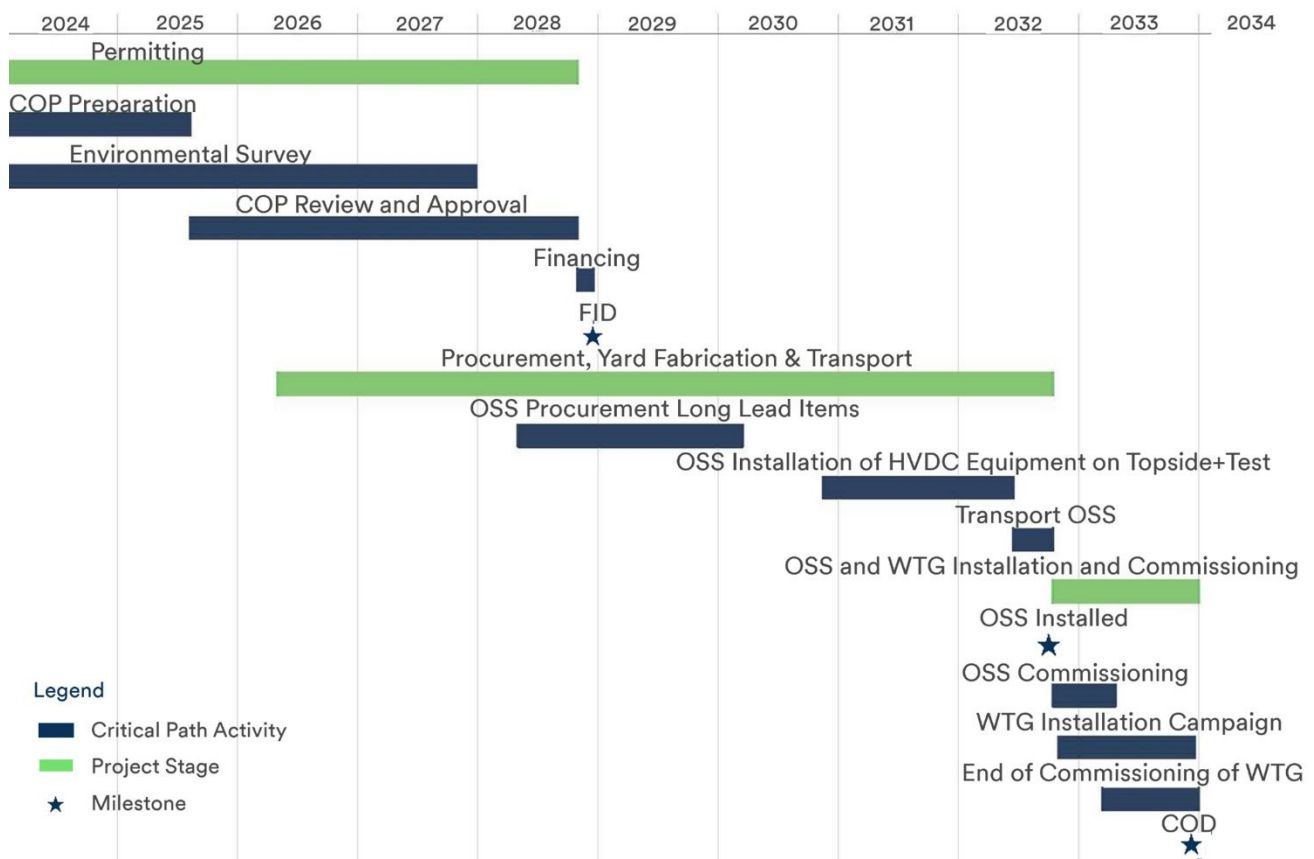 2024 2025 2026 2027 2028 2029 2030 2031 2032 2033 2034
Permitting
COP Preparation
Environmental Survey
COP Review and Approval
Financing
FID
Procurement, Yard Fabrication & Transport
OSS Procurement Long Lead Items
OSS Installation of HVDC Equipment on Topside+Test
Transport OSS
OSS and WTG Installation and Commissioning
OSS Installed
OSS Commissioning
WTG Installation Campaign
End of Commissioning of WTG
COD
Legend
Critical Path Activity
Project Stage
Milestone